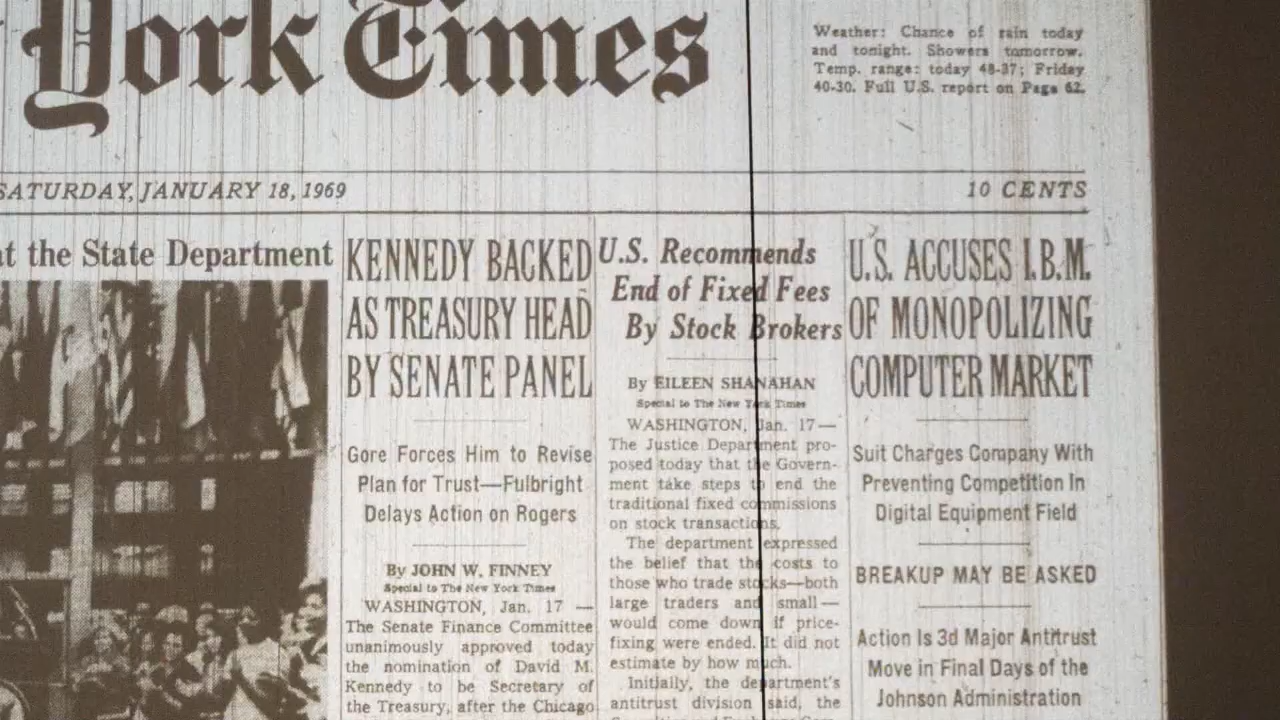 York Times
Weather: Chance of rain today
and tonight. Showers tomorrow.
Temp. range: today 48-37; Friday
40-30. Full U.S. report on Page 62.
SATURDAY, JANUARY 18, 1969
10 CENTS
at the State Department
KENNEDY BACKED
AS TREASURY HEAD
BY SENATE PANEL
Gore Forces Him to Revise
Plan for Trust—Fulbright
Delays Action on Rogers
By JOHN W. FINNEY
Special to The New York Times
WASHINGTON, Jan. 17 —
The Senate Finance Committee
unanimously approved today
the nomination of David M.
Kennedy to be Secretary of
the Treasury, after the Chicago
U.S. Recommends
End of Fixed Fees
By Stock Brokers
By EILEEN SHANAHAN
Special to The New York Times
WASHINGTON, Jan. 17—
The Justice Department pro-
posed today that the Govern-
ment take steps to end the
traditional fixed commissions
on stock transactions.
The department expressed
the belief that the costs to
those who trade stocks—both
large traders and small—
would come down if price-
fixing were ended. It did not
estimate by how much.
Initially, the department's
antitrust division said, the
U.S. ACCUSES I.B.M.
OF MONOPOLIZING
COMPUTER MARKET
Suit Charges Company With
Preventing Competition In
Digital Equipment Field
BREAKUP MAY BE ASKED
Action Is 3d Major Antitrust
Move in Final Days of the
Johnson Administration